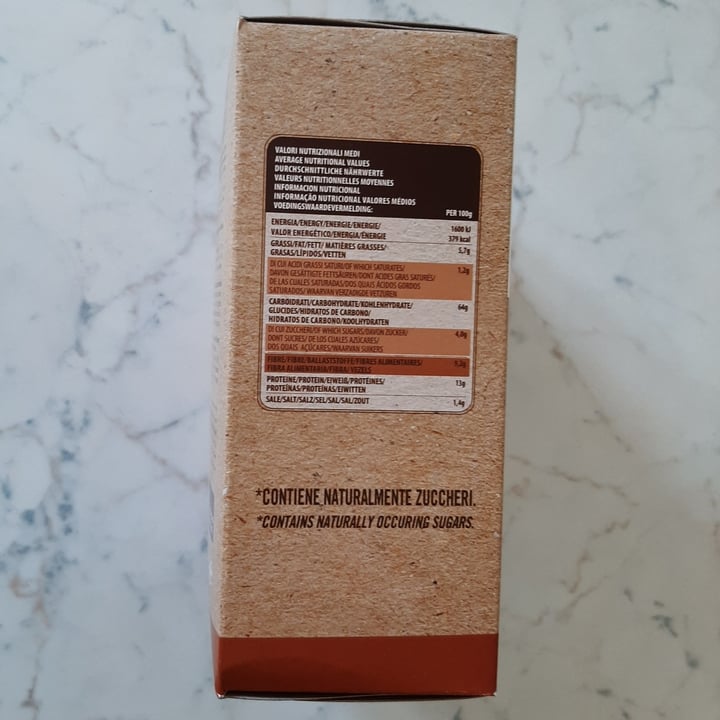 VALORI NUTRIZIONALI MEDI
AVERAGE NUTRITIONAL VALUES
DURCHSCHNITTLICHE NÄHRWERTE
VALEURS NUTRITIONNELLES MOYENNES
INFORMACION NUTRICIONAL
INFORMAÇÃO NUTRICIONAL VALORES MÉDIOS
VOEDINGSWAARDEVERMELDING: PER 100g
ENERGIA/ENERGY/ENERGIE/ENERGIE/ 1600 kJ
VALOR ENERGÉTICO/ENERGIA/ÉNERGIE 379 kcal
GRASSI/FAT/FETT/ MATIÈRES GRASSES/ 5,7g
GRASAS/LÍPIDOS/VETTEN
DI CUI ACIDI GRASSI SATURI/OF WHICH SATURATES/ 1,2g
DAVON GESÄTTIGTE FETTSÄUREN/DONT ACIDES GRAS SATURÉS/
DE LAS CUALES SATURADAS/DOS QUAIS ÁCIDOS GORDOS
SATURADOS/WAARVAN VERZADIGDE VETZUREN
CARBOIDRATI/CARBOHYDRATE/KOHLENHYDRATE/ 64g
GLUCIDES/HIDRATOS DE CARBONO/
HIDRATOS DE CARBONO/KOOLHYDRATEN
DI CUI ZUCCHERI/OF WHICH SUGARS/DAVON ZUCKER/ 4,0g
DONT SUCRES/ DE LOS CUALES AZÚCARES/
DOS QUAIS AÇÚCARES/WAARVAN SUIKERS
FIBRE/FIBRE/BALLASTSTOFFE/FIBRES ALIMENTAIRES/
FIBRA ALIMENTARIA/FIBRA/ VEZELS
PROTEINE/PROTEIN/EIWEIß/PROTÉINES/ 13g
PROTEÍNAS/PROTEÍNAS/EIWITTEN
SALE/SALT/SALZ/SEL/SAL/SAL/ZOUT 1,4g
*CONTIENE NATURALMENTE ZUCCHERI.
*CONTAINS NATURALLY OCCURING SUGARS.